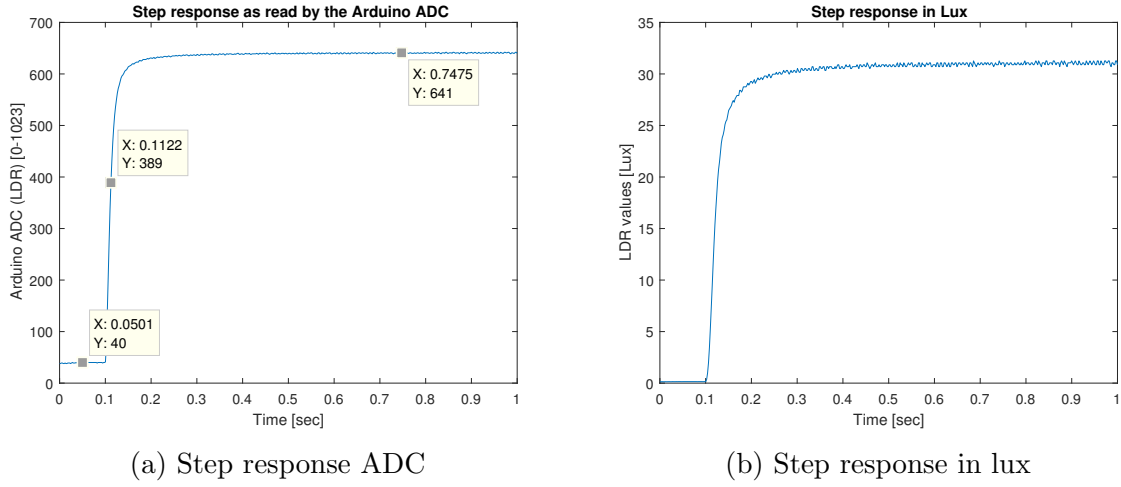 Step response as read by the Arduino ADC
Arduino ADC (LDR) [0-1023]
700
600
500
400
300
200
100
0
X: 0.7475
Y: 641
X: 0.1122
Y: 389
X: 0.0501
Y: 40
0 0.1 0.2 0.3 0.4 0.5 0.6 0.7 0.8 0.9 1
Time [sec]
(a) Step response ADC
Step response in Lux
LDR values [Lux]
35
30
25
20
15
10
5
0
0 0.1 0.2 0.3 0.4 0.5 0.6 0.7 0.8 0.9 1
Time [sec]
(b) Step response in lux